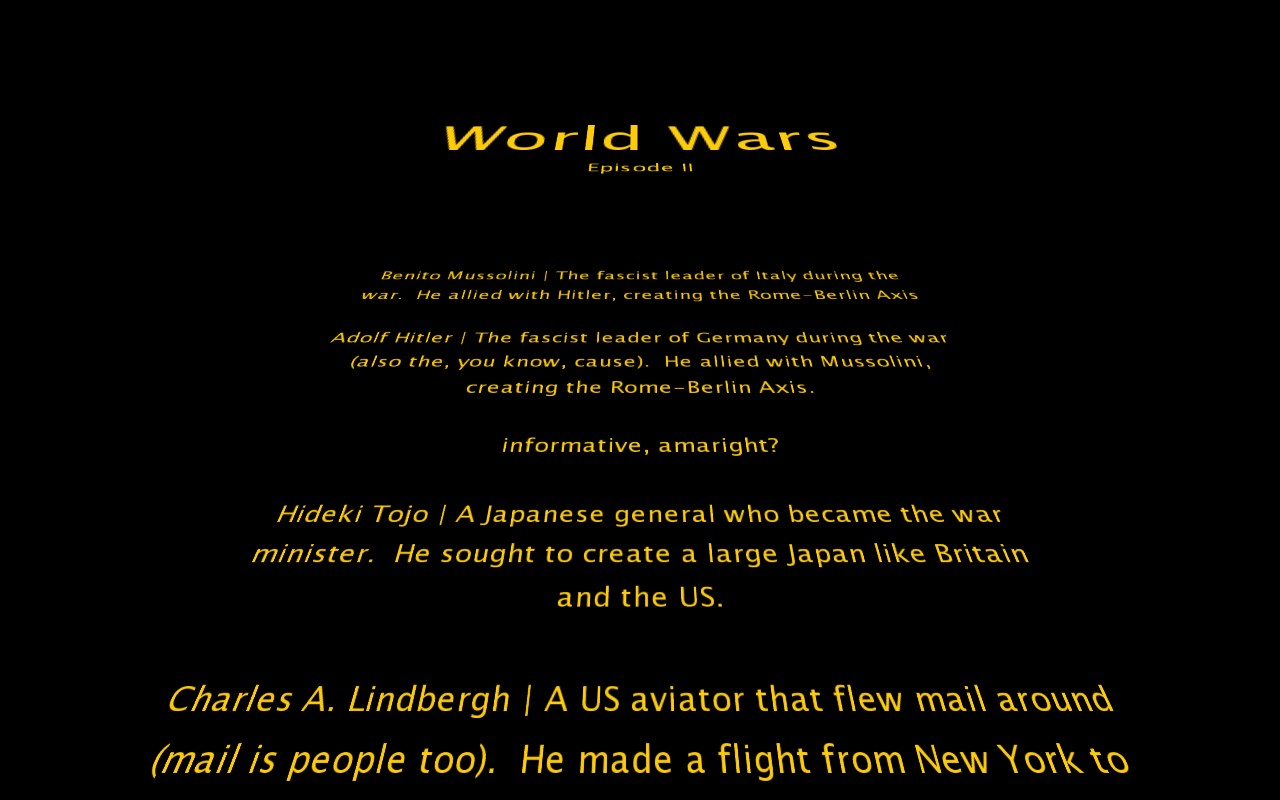 World Wars
Episode II
Benito Mussolini | The fascist leader of Italy during the
war.  He allied with Hitler, creating the Rome-Berlin Axis
Adolf Hitler | The fascist leader of Germany during the war
(also the, you know, cause).  He allied with Mussolini,
creating the Rome-Berlin Axis.
informative, amaright?
Hideki Tojo | A Japanese general who became the war
minister.  He sought to create a large Japan like Britain
and the US.
Charles A. Lindbergh | A US aviator that flew mail around
(mail is people too).  He made a flight from New York to